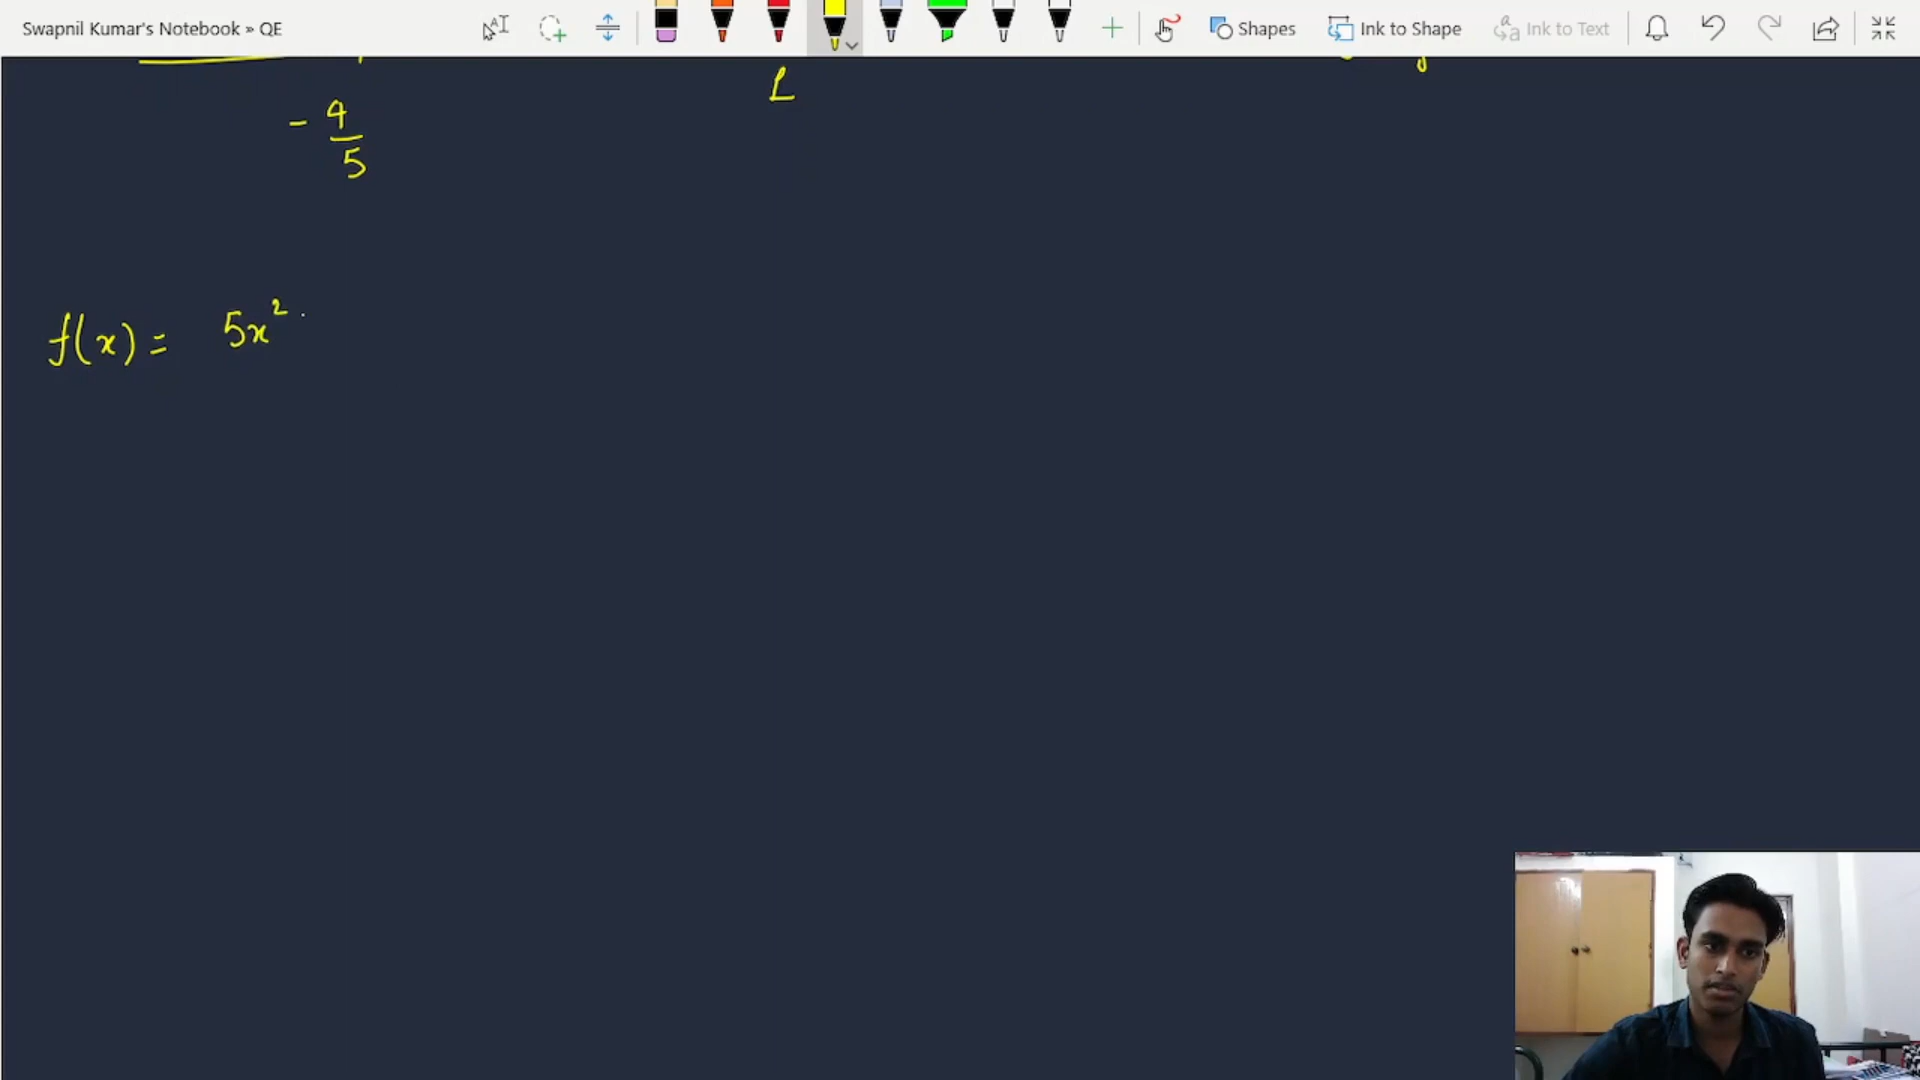 Swapnil Kumar's Notebook » QE
Shapes
Ink to Shape
Ink to Text
L
- 4/5
f(x) = 5x²